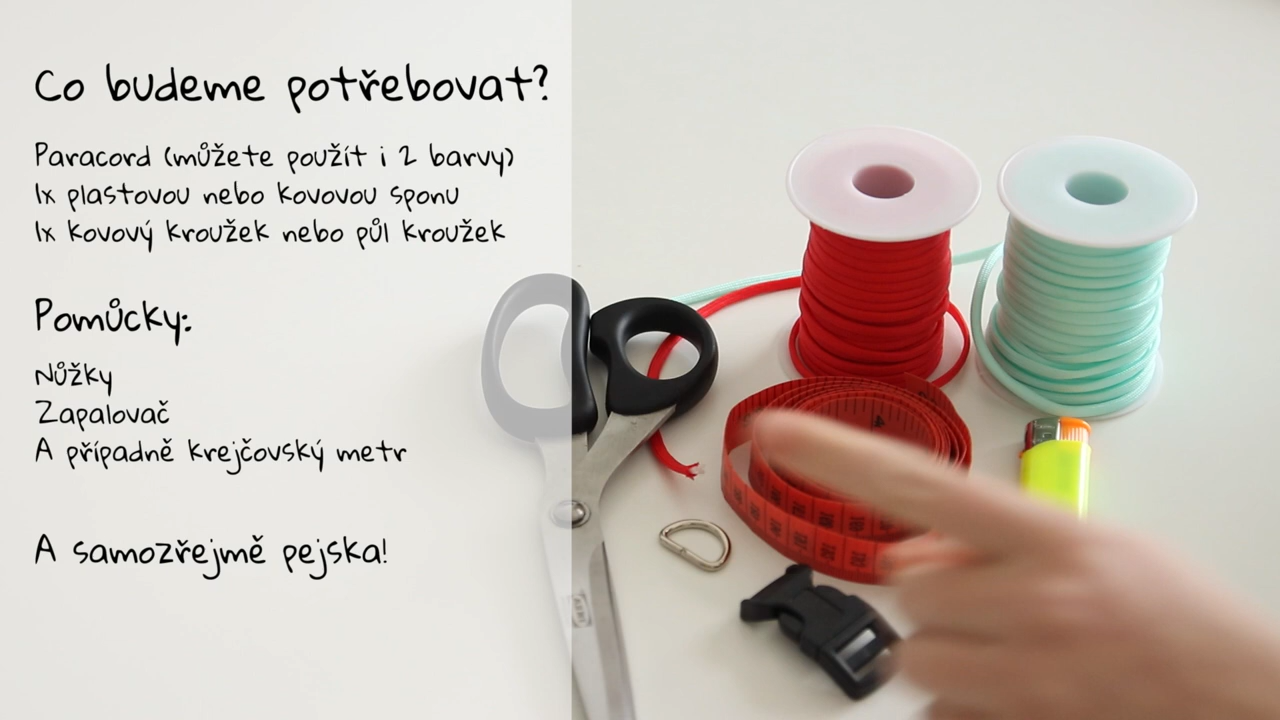 Co budeme potřebovat?
Paracord (můžete použít i 2 barvy)
1x plastovou nebo kovovou sponu
1x kovový kroužek nebo půl kroužek
Pomůcky:
Nůžky
Zapalovač
A případně krejčovský metr
A samozřejmě pejska!